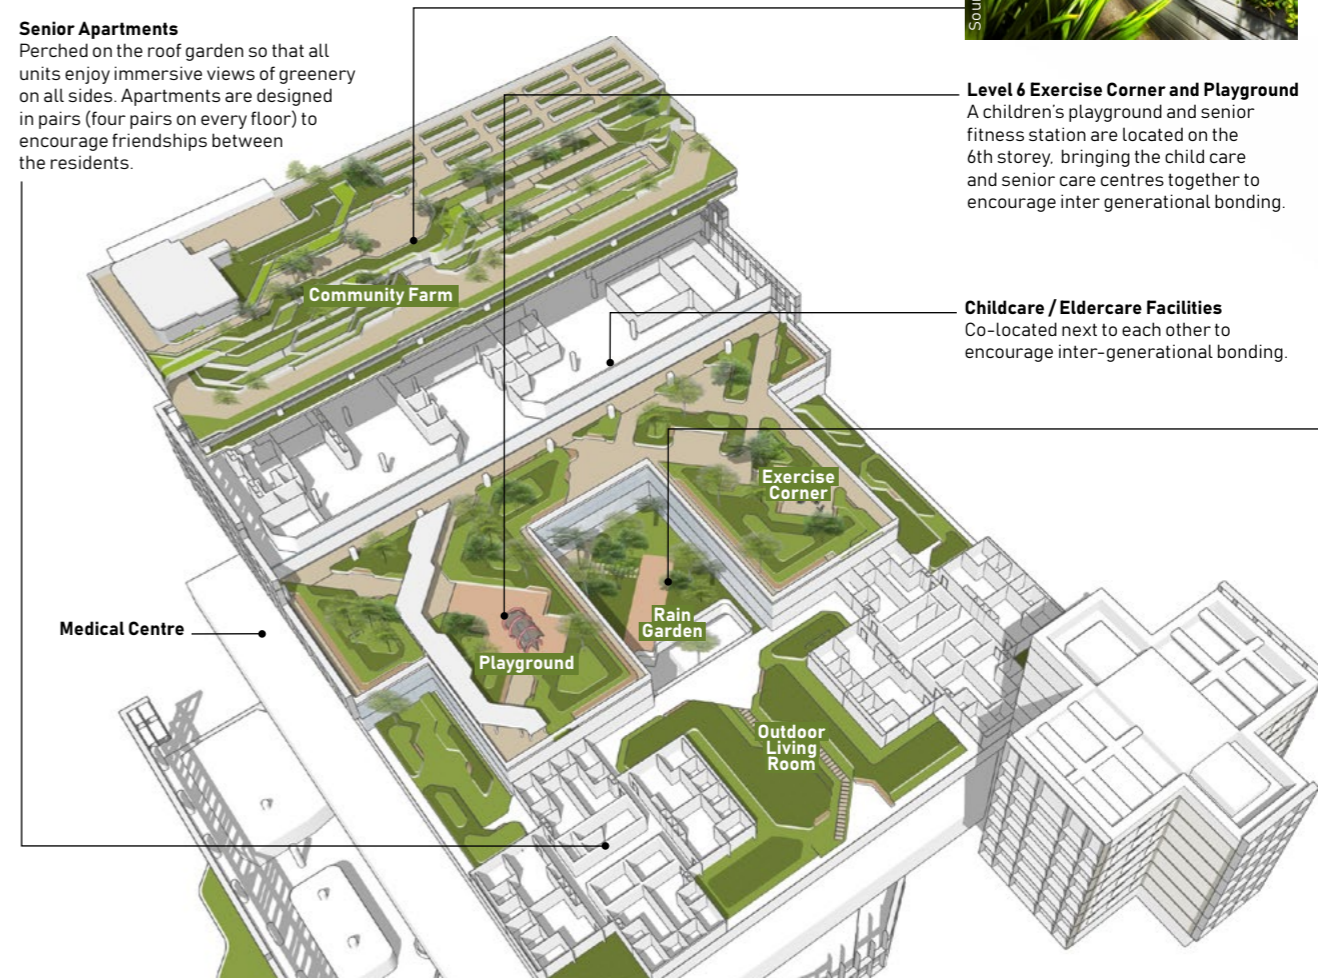 Senior Apartments
Perched on the roof garden so that all
units enjoy immersive views of greenery
on all sides. Apartments are designed
in pairs (four pairs on every floor) to
encourage friendships between
the residents.
Level 6 Exercise Corner and Playground
A children's playground and senior
fitness station are located on the
6th storey, bringing the child care
and senior care centres together to
encourage inter generational bonding.
Childcare / Eldercare Facilities
Co-located next to each other to
encourage inter-generational bonding.
Community Farm
Exercise
Corner
Rain
Garden
Playground
Medical Centre
Outdoor
Living
Room